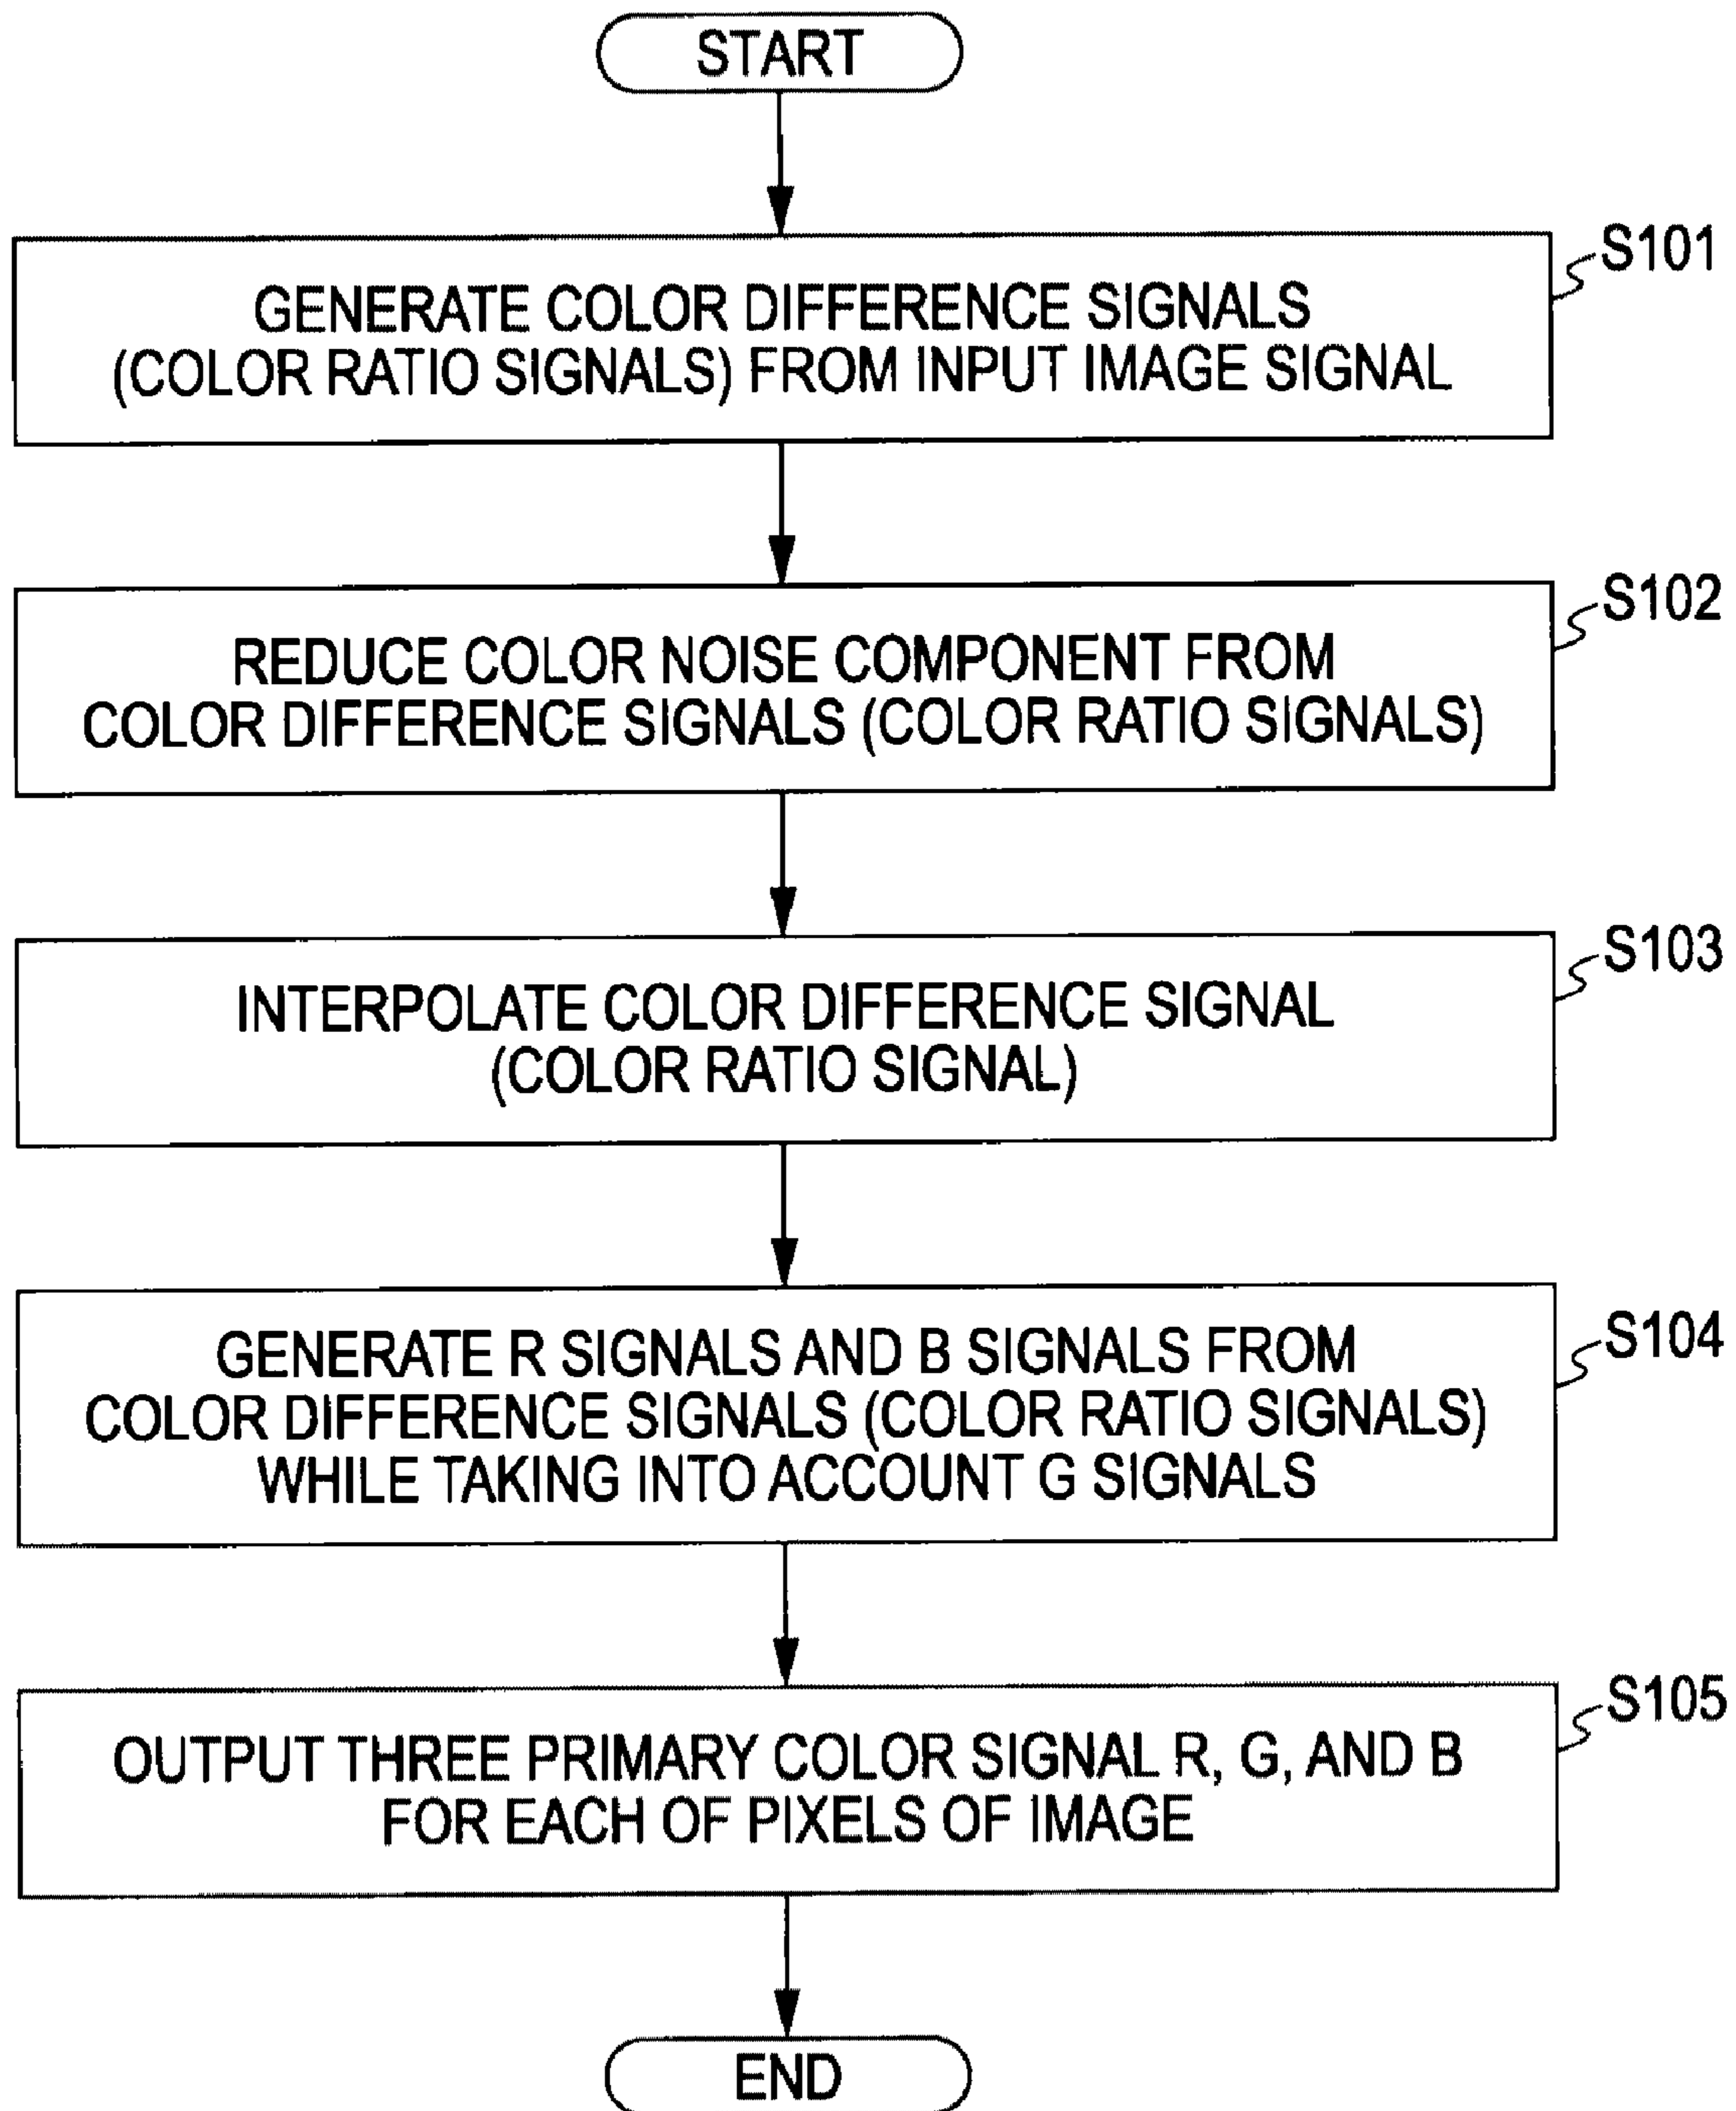 START
S101
GENERATE COLOR DIFFERENCE SIGNALS
(COLOR RATIO SIGNALS) FROM INPUT IMAGE SIGNAL
S102
REDUCE COLOR NOISE COMPONENT FROM
COLOR DIFFERENCE SIGNALS (COLOR RATIO SIGNALS)
S103
INTERPOLATE COLOR DIFFERENCE SIGNAL
(COLOR RATIO SIGNAL)
S104
GENERATE R SIGNALS AND B SIGNALS FROM
COLOR DIFFERENCE SIGNALS (COLOR RATIO SIGNALS)
WHILE TAKING INTO ACCOUNT G SIGNALS
S105
OUTPUT THREE PRIMARY COLOR SIGNAL R, G, AND B
FOR EACH OF PIXELS OF IMAGE
END